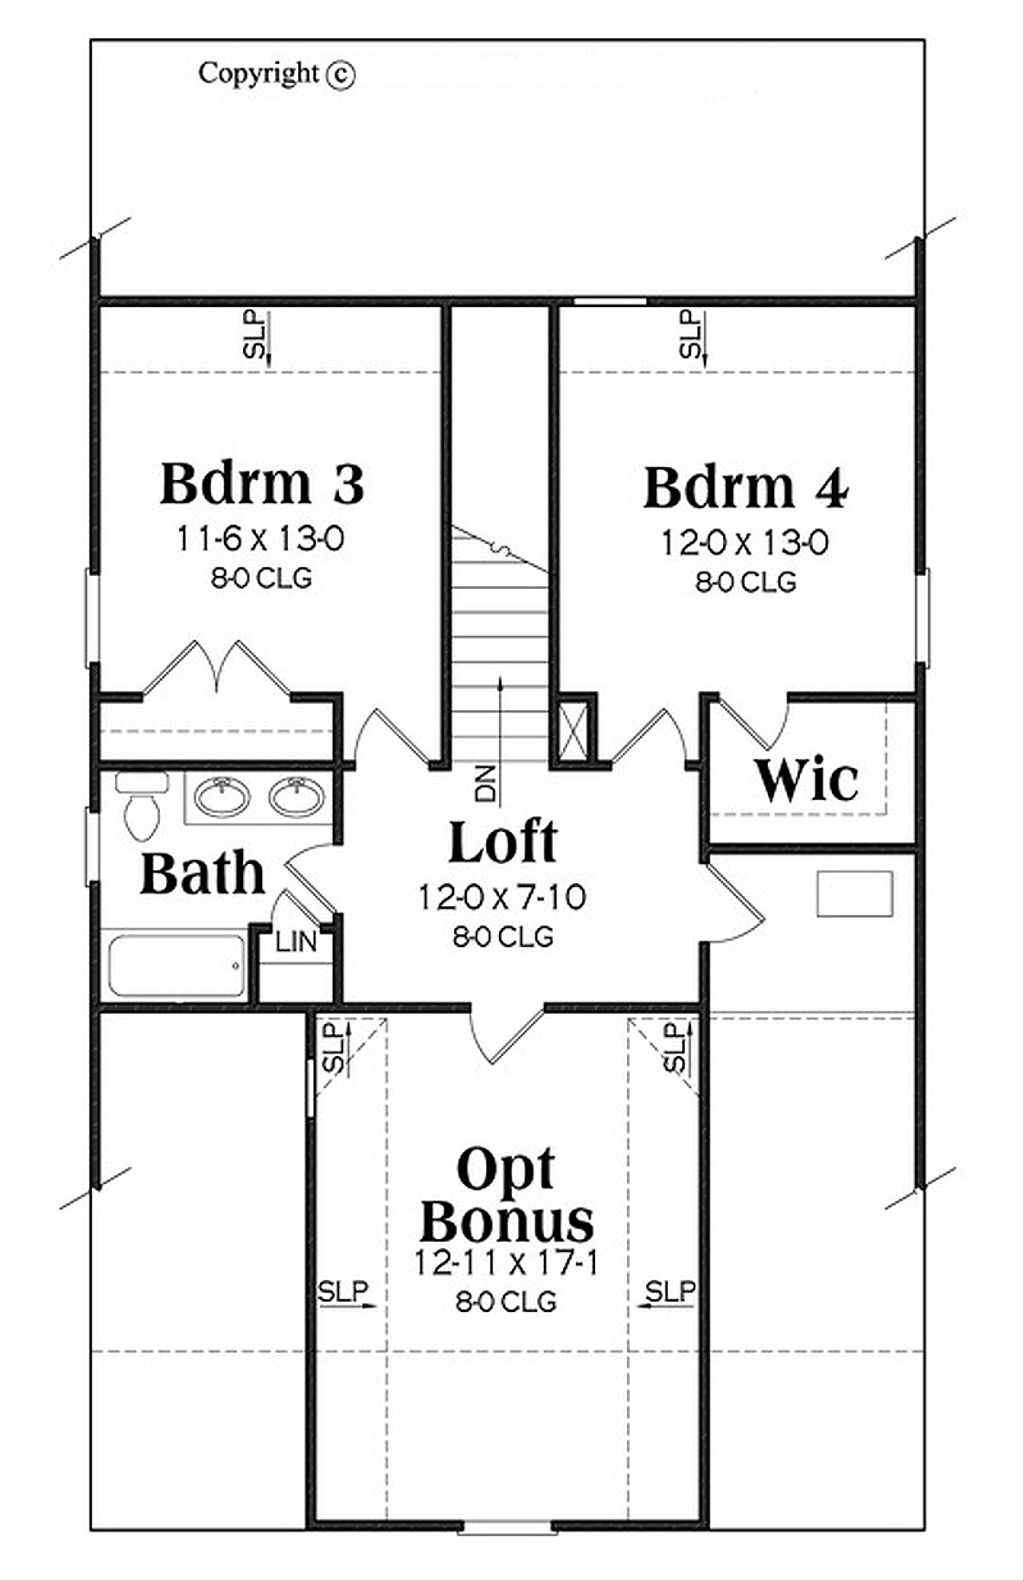 Copyright ©
SLP
SLP
Bdrm 3
11-6 X 13-0
8-0 CLG
Bdrm 4
12-0 X 13-0
8-0 CLG
DN
Wic
Loft
12-0 X 7-10
8-0 CLG
Bath
LIN
SLP
SLP
Opt
Bonus
12-11 X 17-1
8-0 CLG
SLP
SLP